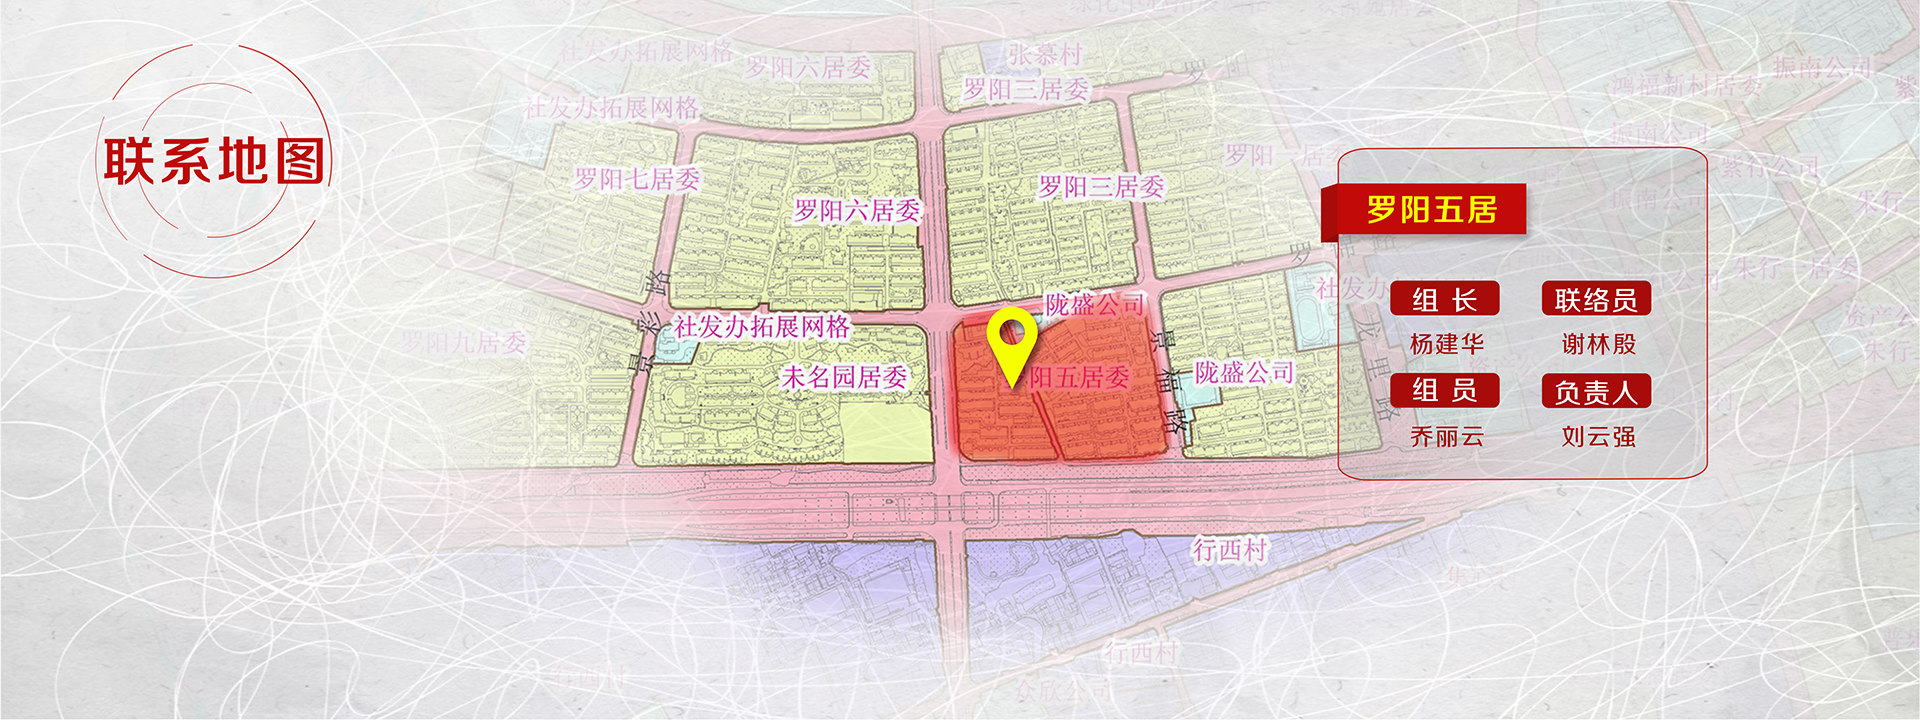 联系地图
社发办拓展网格
罗阳六居委
张慕村
罗阳三居委
社发办拓展网格
罗阳七居委
罗阳六居委
罗阳三居委
罗阳一居委
鸿福新村居委
振南公司
振南公司
紫行公司
振南公司
朱行
朱行一居委
罗阳五居
组 长
联络员
杨建华
谢林殷
组 员
负责人
乔丽云
刘云强
陇盛公司
社发办
社发办拓展网格
罗阳九居委
未名园居委
阳五居委
陇盛公司
景福路
龙里路
景彩路
行西村
行西村
行西村
众欣公司